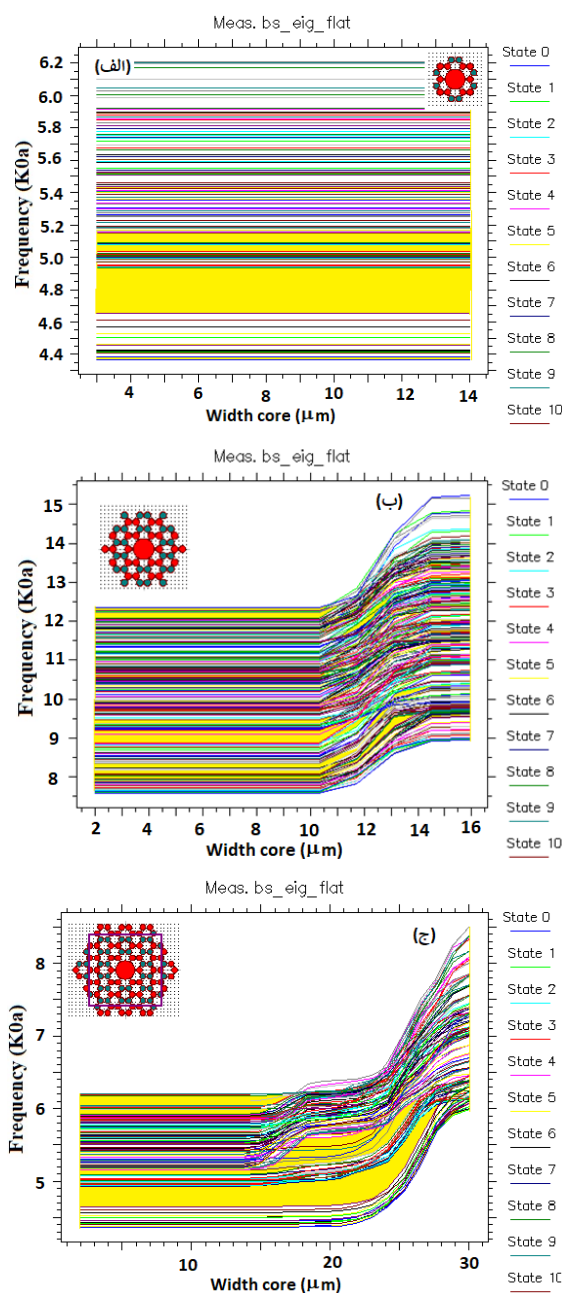 Meas. bs_eig_flat
(الف)
Frequency (K0a)
6.2
6.0
5.8
5.6
5.4
5.2
5.0
4.8
4.6
4.4
4 6 8 10 12 14
Width core (μm)
State 0
State 1
State 2
State 3
State 4
State 5
State 6
State 7
State 8
State 9
State 10
Meas. bs_eig_flat
(ب)
Frequency (K0a)
15
14
13
12
11
10
9
8
2 4 6 8 10 12 14 16
Width core (μm)
State 0
State 1
State 2
State 3
State 4
State 5
State 6
State 7
State 8
State 9
State 10
Meas. bs_eig_flat
(ج)
Frequency (K0a)
8
7
6
5
10 20 30
Width core (μm)
State 0
State 1
State 2
State 3
State 4
State 5
State 6
State 7
State 8
State 9
State 10